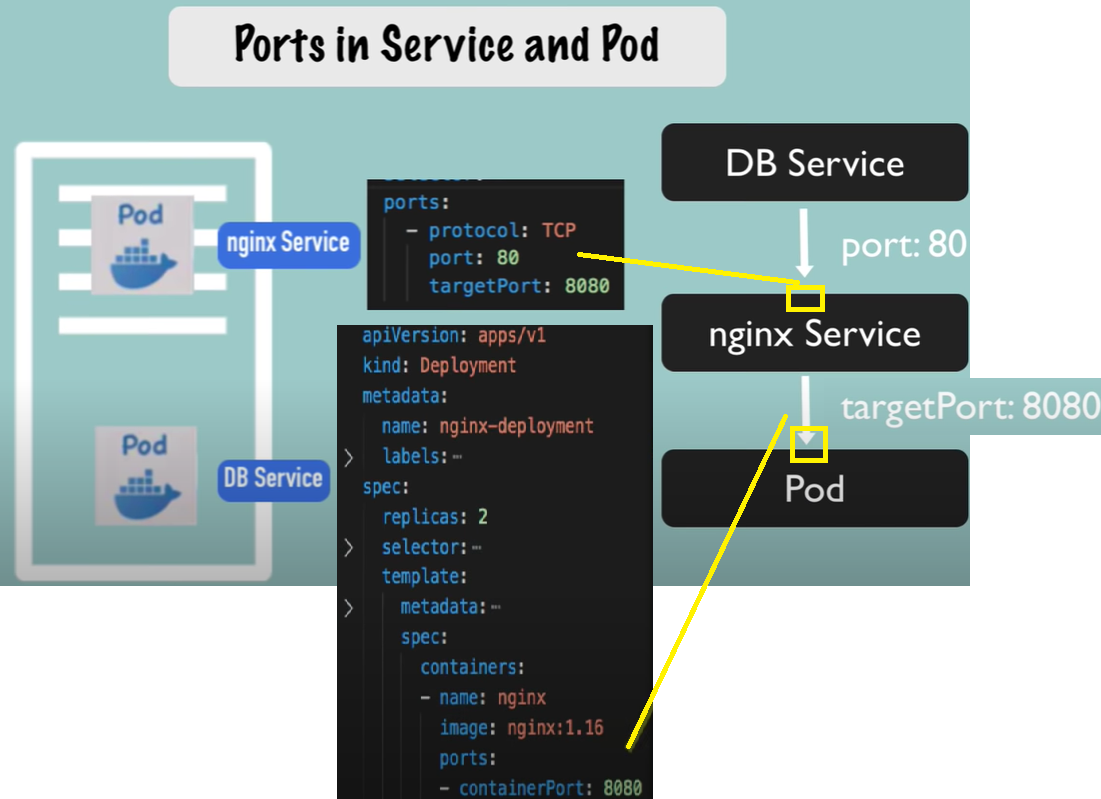 Ports in Service and Pod
Pod
nginx Service
Pod
DB Service
ports:
- protocol: TCP
port: 80
targetPort: 8080
apiVersion: apps/v1
kind: Deployment
metadata:
name: nginx-deployment
labels:⋯
spec:
replicas: 2
selector:⋯
template:
metadata:⋯
spec:
containers:
- name: nginx
image: nginx:1.16
ports:
- containerPort: 8080
DB Service
port: 80
nginx Service
targetPort: 8080
Pod